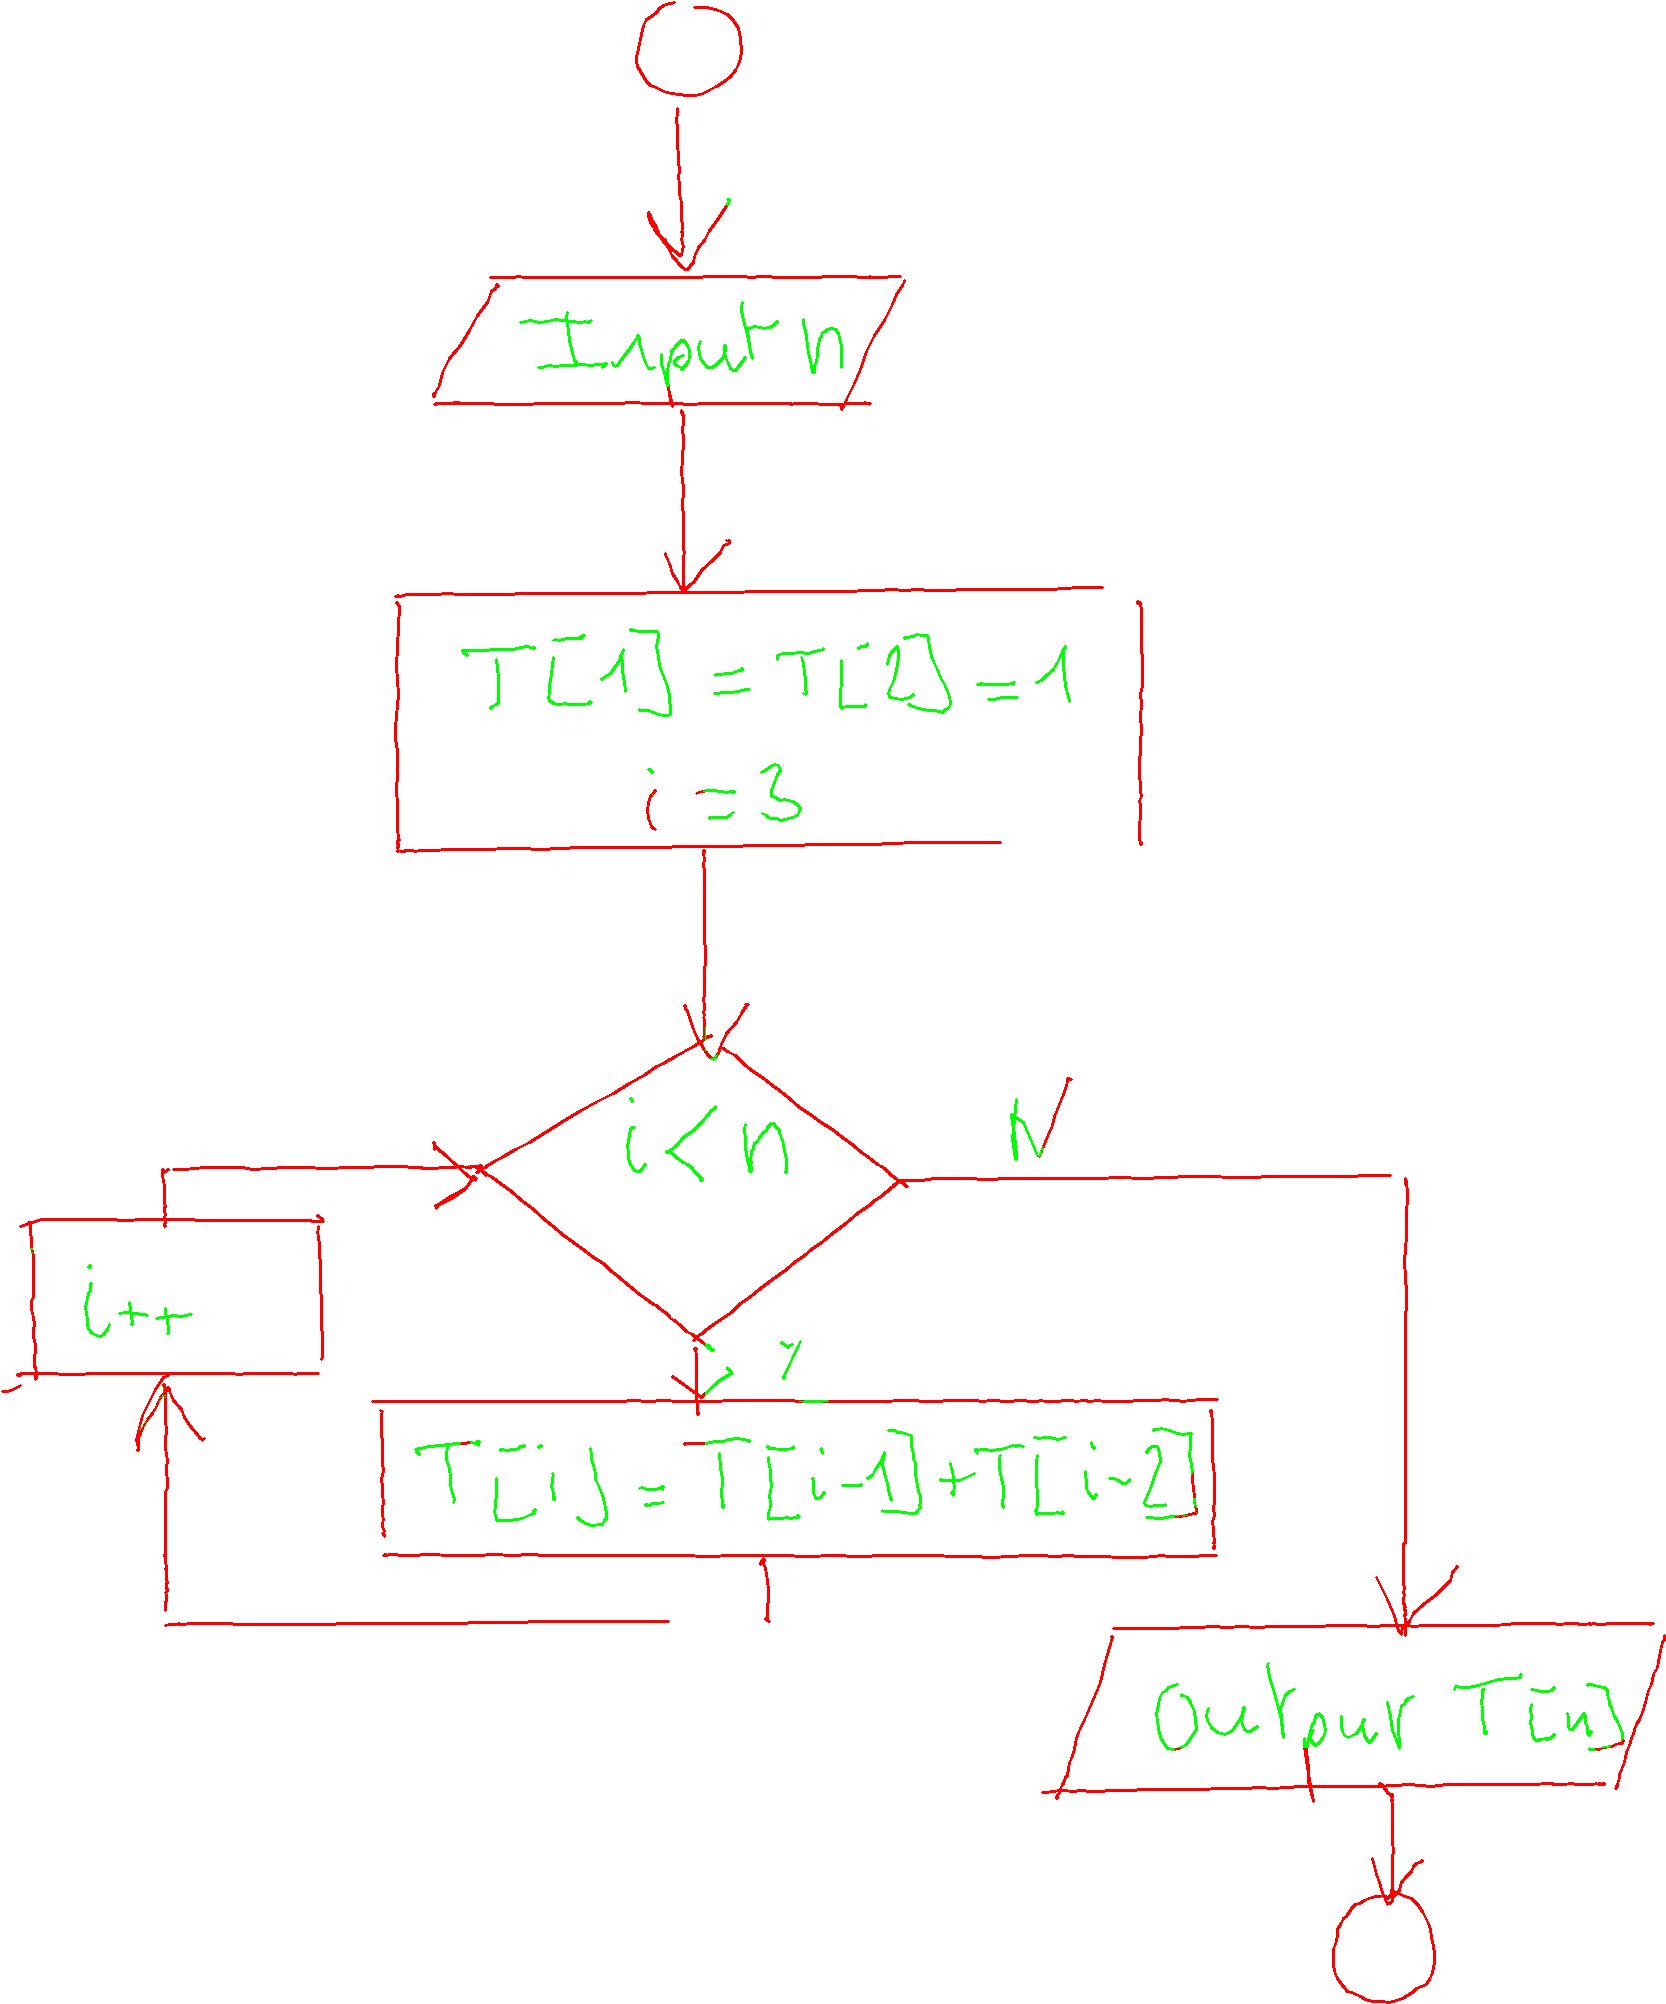 Input n
T[1] = T[2] = 1
i = 3
i < n
N
i++
Y
T[i] = T[i-1] + T[i-2]
Output T[n]